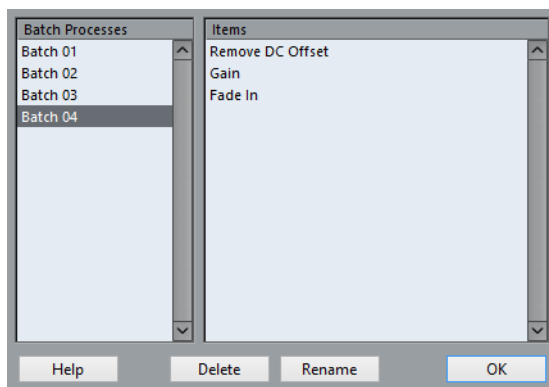 Batch Processes
Batch 01
Batch 02
Batch 03
Batch 04
Items
Remove DC Offset
Gain
Fade In
Help
Delete
Rename
OK